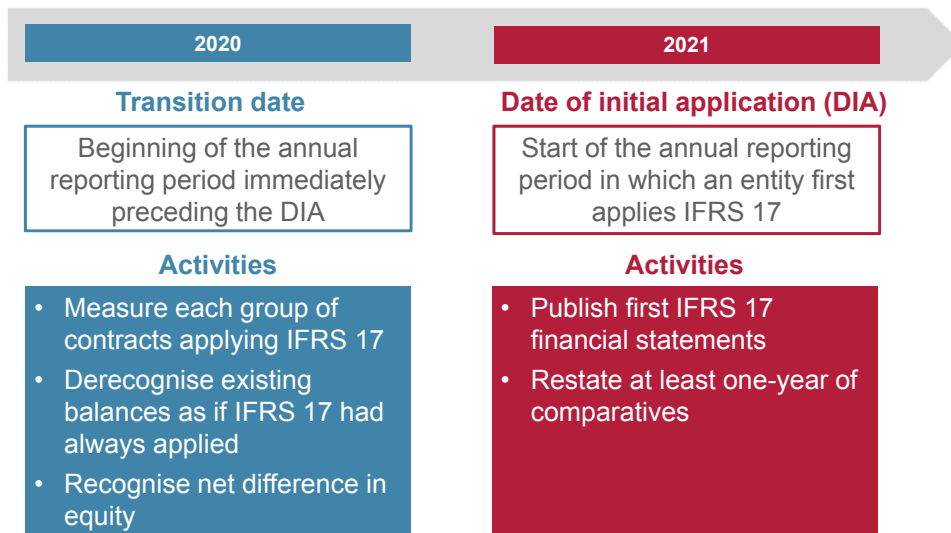 2020
Transition date
Beginning of the annual
reporting period immediately
preceding the DIA
Activities
• Measure each group of
contracts applying IFRS 17
• Derecognise existing
balances as if IFRS 17 had
always applied
• Recognise net difference in
equity
2021
Date of initial application (DIA)
Start of the annual reporting
period in which an entity first
applies IFRS 17
Activities
• Publish first IFRS 17
financial statements
• Restate at least one-year of
comparatives